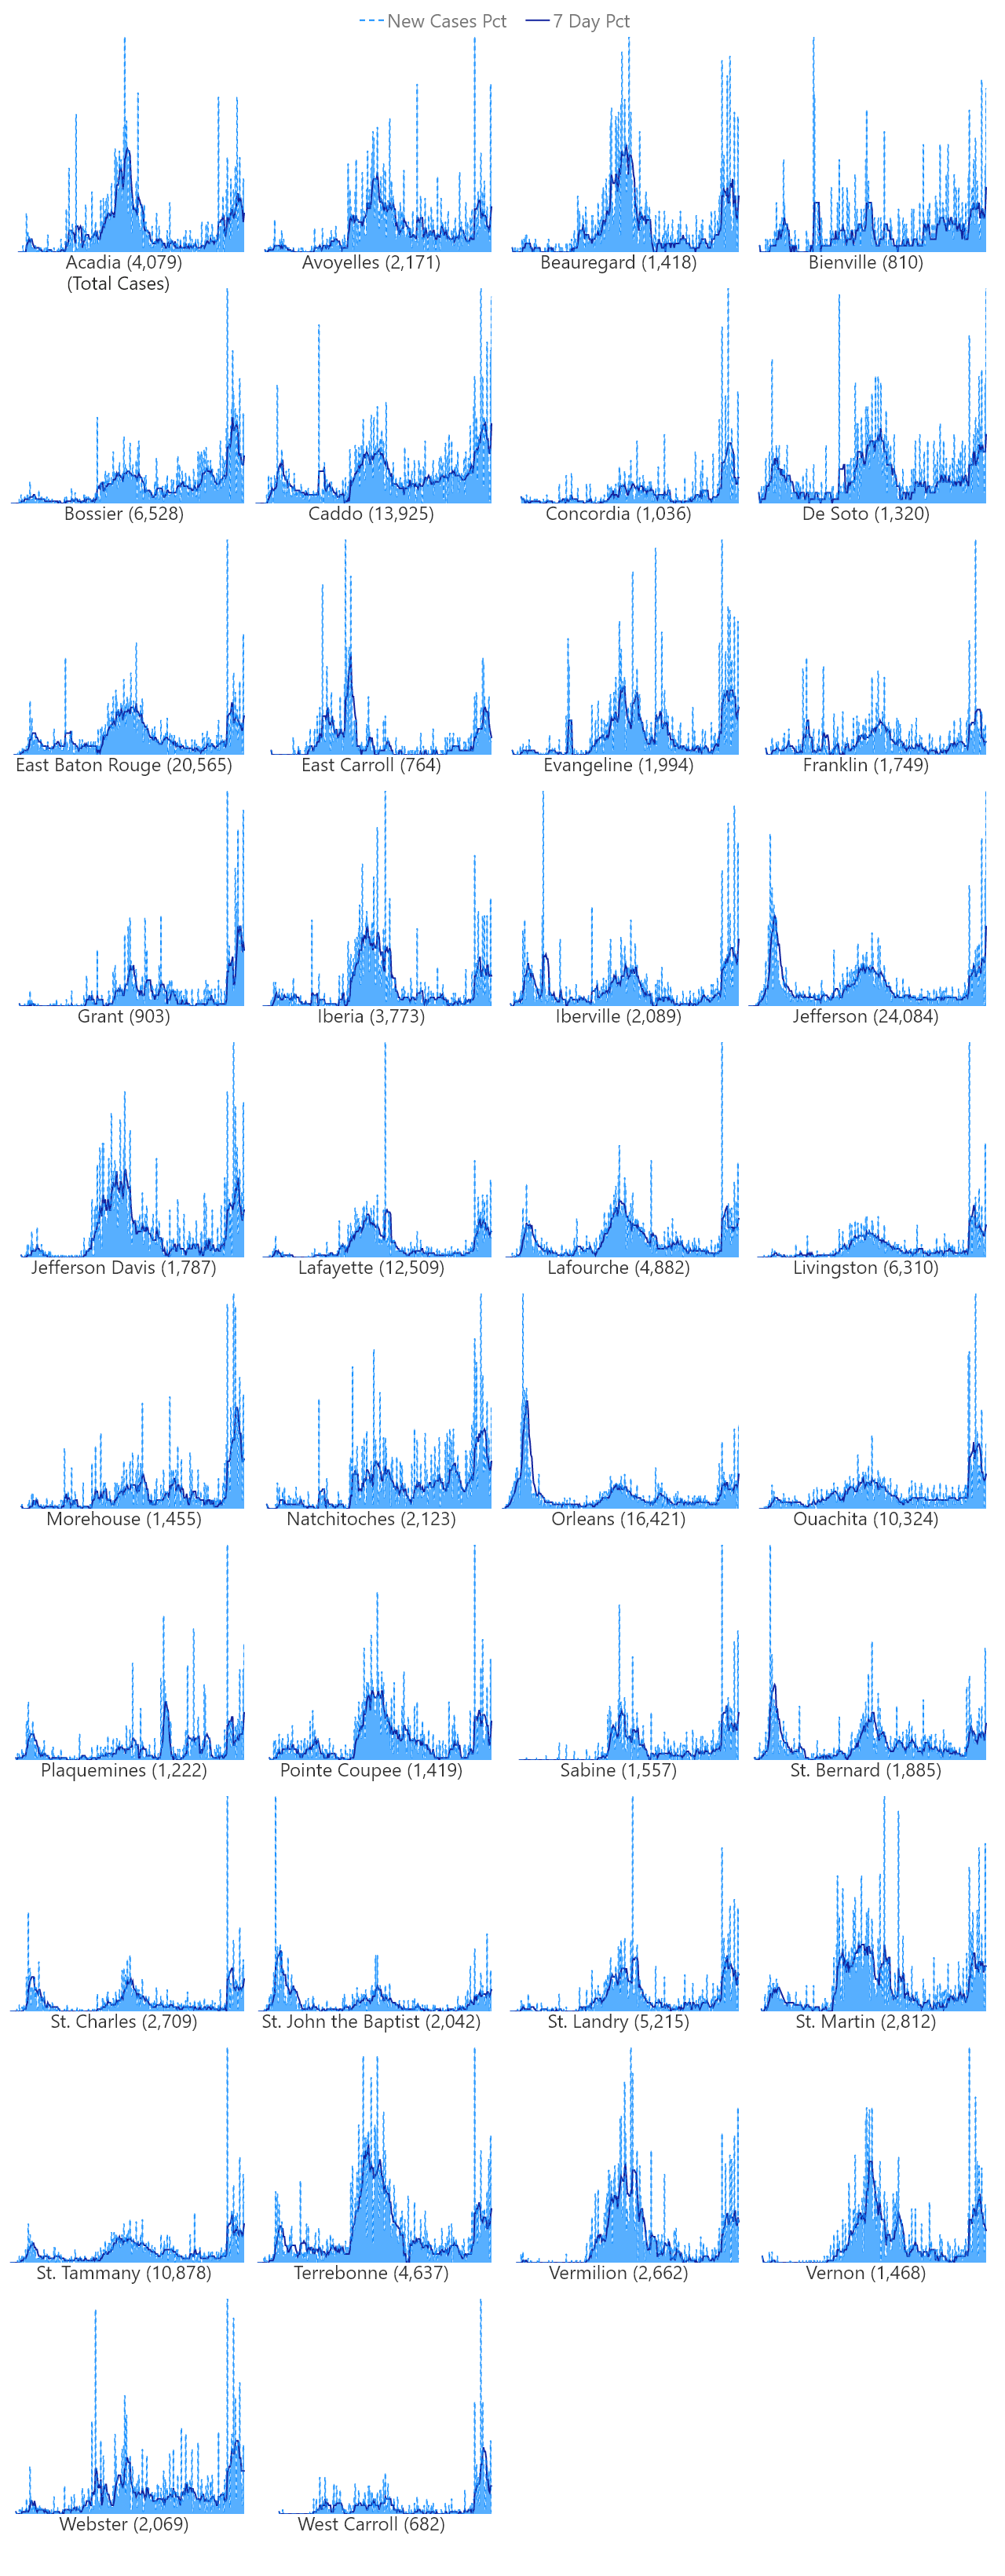 New Cases Pct 7 Day Pct
Acadia (4,079) Avoyelles (2,171) Beauregard (1,418) Bienville (810)
(Total Cases)
Bossier (6,528) Caddo (13,925) Concordia (1,036) De Soto (1,320)
East Baton Rouge (20,565) East Carroll (764) Evangeline (1,994) Franklin (1,749)
Grant (903) Iberia (3,773) Iberville (2,089) Jefferson (24,084)
Jefferson Davis (1,787) Lafayette (12,509) Lafourche (4,882) Livingston (6,310)
Morehouse (1,455) Natchitoches (2,123) Orleans (16,421) Ouachita (10,324)
Plaquemines (1,222) Pointe Coupee (1,419) Sabine (1,557) St. Bernard (1,885)
St. Charles (2,709) St. John the Baptist (2,042) St. Landry (5,215) St. Martin (2,812)
St. Tammany (10,878) Terrebonne (4,637) Vermilion (2,662) Vernon (1,468)
Webster (2,069) West Carroll (682)